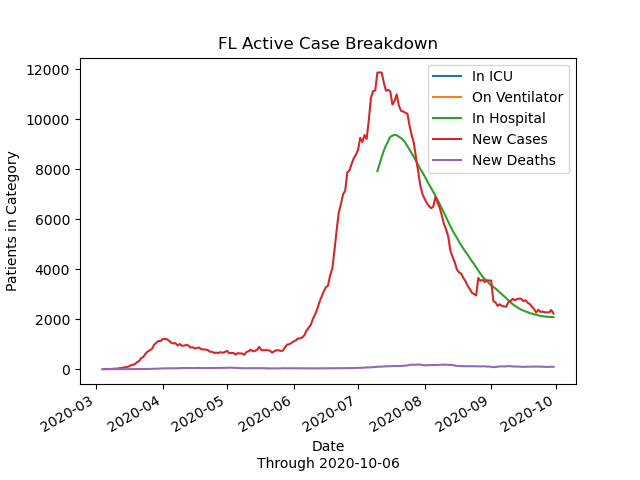 FL Active Case Breakdown
12000
10000
8000
6000
4000
2000
0
Patients in Category
In ICU
On Ventilator
In Hospital
New Cases
New Deaths
2020-03
2020-04
2020-05
2020-06
2020-07
2020-08
2020-09
2020-10
Date
Through 2020-10-06